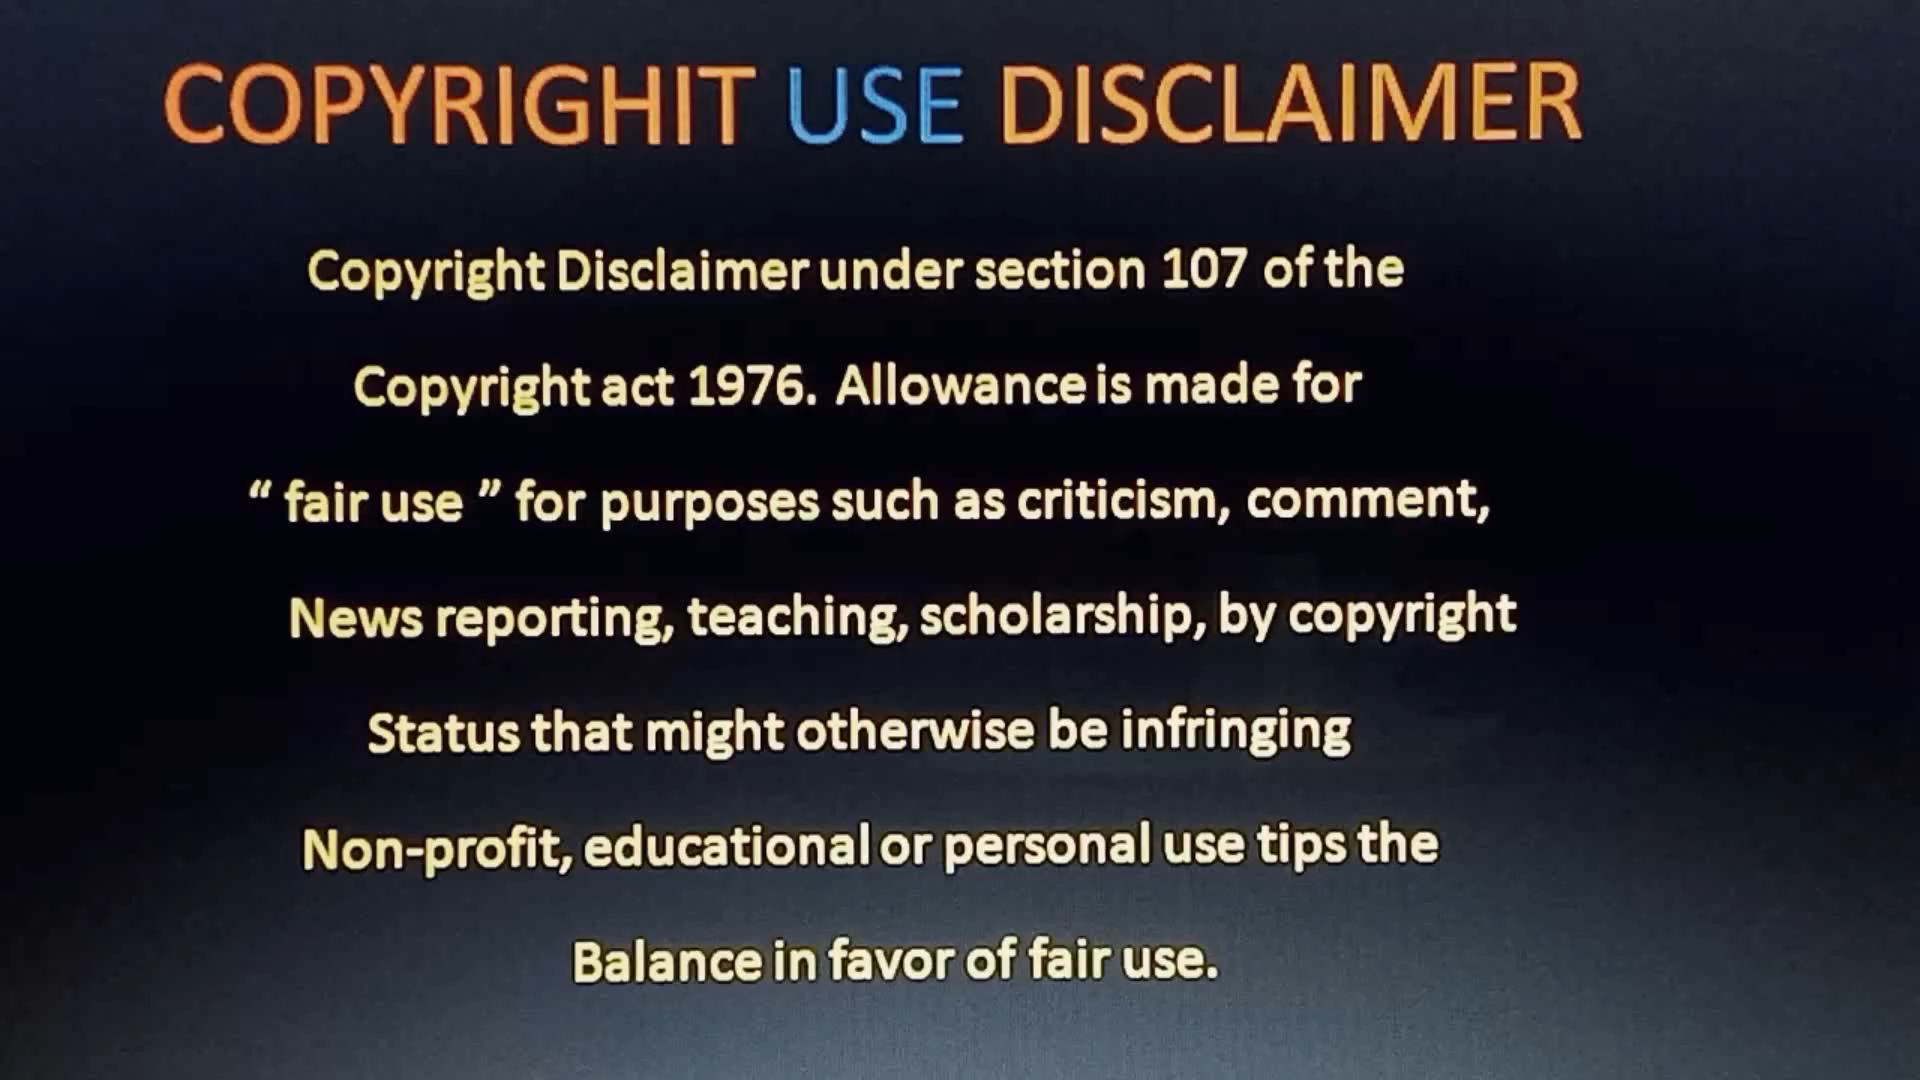 COPYRIGHIT USE DISCLAIMER
Copyright Disclaimer under section 107 of the
Copyright act 1976. Allowance is made for
“ fair use ” for purposes such as criticism, comment,
News reporting, teaching, scholarship, by copyright
Status that might otherwise be infringing
Non-profit, educational or personal use tips the
Balance in favor of fair use.